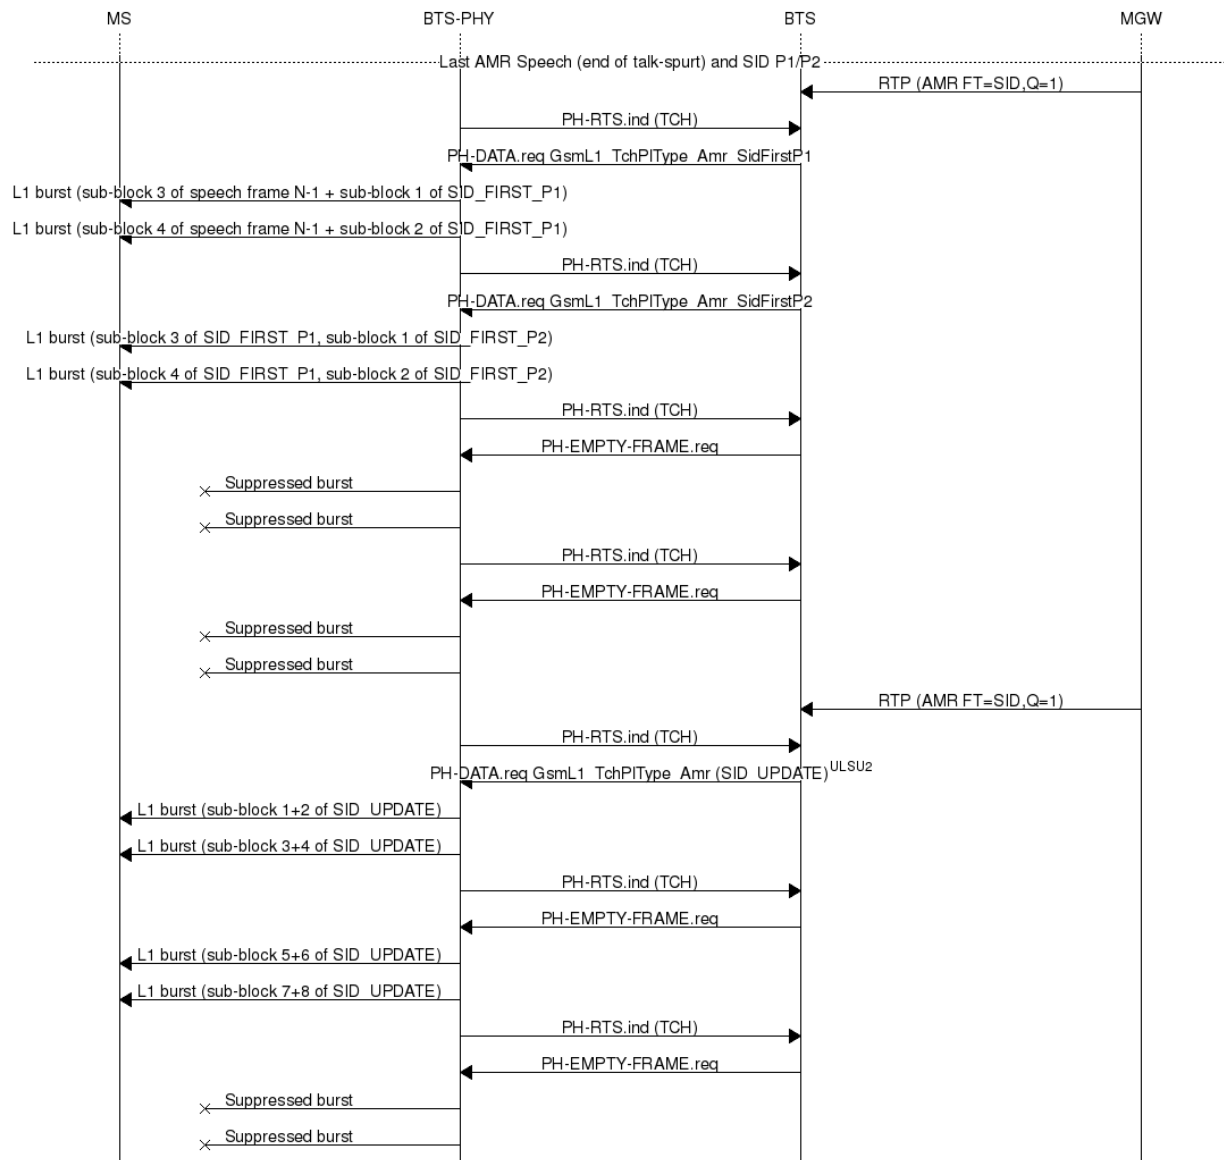 MS BTS-PHY BTS MGW
Last AMR Speech (end of talk-spurt) and SID P1/P2
RTP (AMR FT=SID,Q=1)
PH-RTS.ind (TCH)
PH-DATA.req GsmL1_TchPlType_Amr_SidFirstP1
L1 burst (sub-block 3 of speech frame N-1 + sub-block 1 of SID_FIRST_P1)
L1 burst (sub-block 4 of speech frame N-1 + sub-block 2 of SID_FIRST_P1)
PH-RTS.ind (TCH)
PH-DATA.req GsmL1_TchPlType_Amr_SidFirstP2
L1 burst (sub-block 3 of SID_FIRST_P1, sub-block 1 of SID_FIRST_P2)
L1 burst (sub-block 4 of SID_FIRST_P1, sub-block 2 of SID_FIRST_P2)
PH-RTS.ind (TCH)
PH-EMPTY-FRAME.req
Suppressed burst
Suppressed burst
PH-RTS.ind (TCH)
PH-EMPTY-FRAME.req
Suppressed burst
Suppressed burst
RTP (AMR FT=SID,Q=1)
PH-RTS.ind (TCH)
PH-DATA.req GsmL1_TchPlType_Amr (SID_UPDATE) ULSU2
L1 burst (sub-block 1+2 of SID_UPDATE)
L1 burst (sub-block 3+4 of SID_UPDATE)
PH-RTS.ind (TCH)
PH-EMPTY-FRAME.req
L1 burst (sub-block 5+6 of SID_UPDATE)
L1 burst (sub-block 7+8 of SID_UPDATE)
PH-RTS.ind (TCH)
PH-EMPTY-FRAME.req
Suppressed burst
Suppressed burst